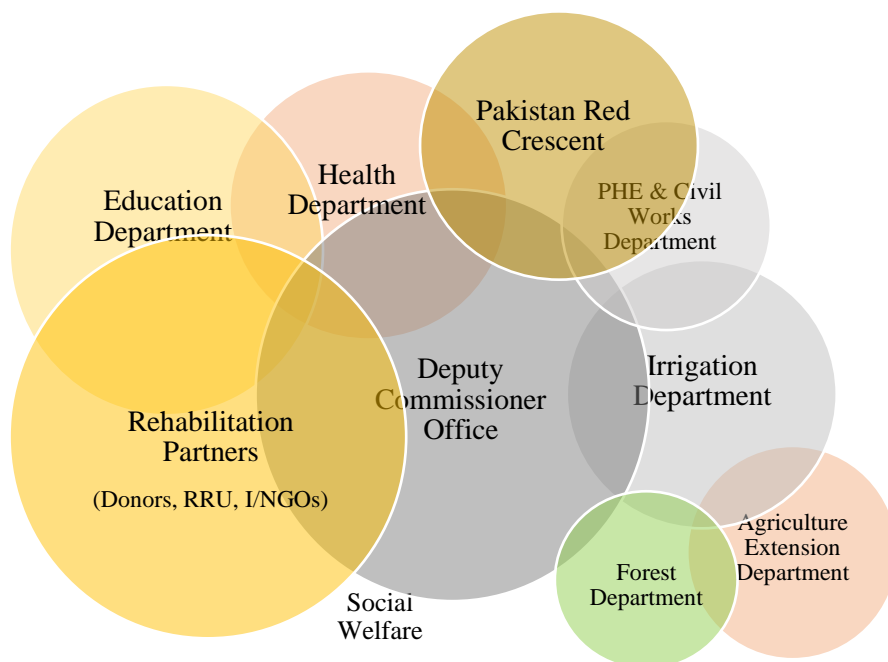 Pakistan Red
Crescent
Health
Department
Education
Department
PHE & Civil
Works
Department
Deputy
Commissioner
Office
Irrigation
Department
Rehabilitation
Partners
(Donors, RRU, I/NGOs)
Agriculture
Extension
Department
Forest
Department
Social
Welfare